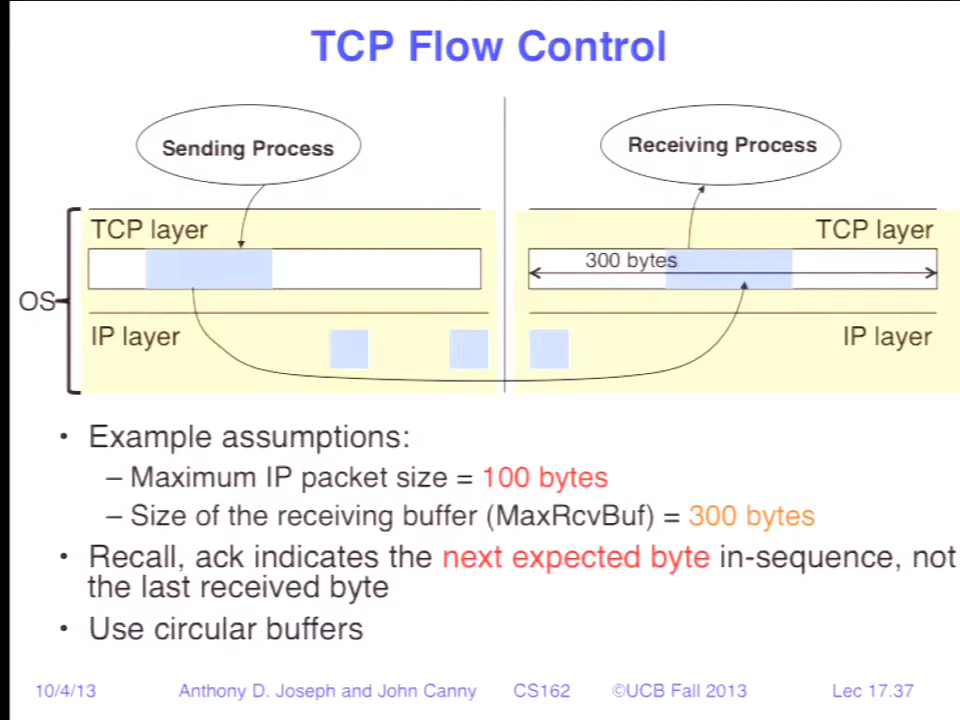 TCP Flow Control
Sending Process
Receiving Process
TCP layer
TCP layer
300 bytes
OS
IP layer
IP layer
• Example assumptions:
– Maximum IP packet size = 100 bytes
– Size of the receiving buffer (MaxRcvBuf) = 300 bytes
• Recall, ack indicates the next expected byte in-sequence, not
the last received byte
• Use circular buffers
10/4/13 Anthony D. Joseph and John Canny CS162 ©UCB Fall 2013 Lec 17.37